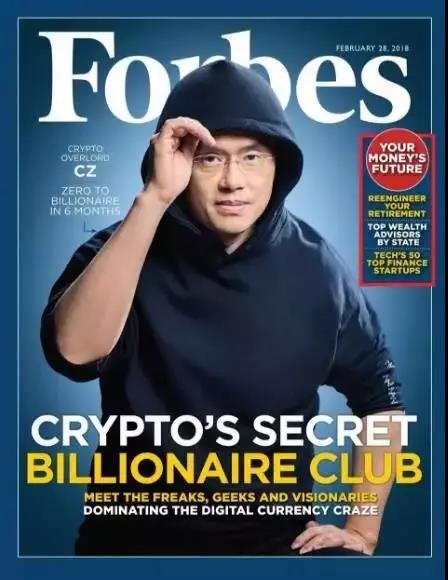 Forbes
FEBRUARY 28, 2018
CRYPTO
OVERLORD
CZ
ZERO TO
BILLIONAIRE
IN 6 MONTHS
YOUR
MONEY'S
FUTURE
REENGINEER
YOUR
RETIREMENT
TOP WEALTH
ADVISORS
BY STATE
TECH'S 50
TOP FINANCE
STARTUPS
CRYPTO'S SECRET
BILLIONAIRE CLUB
MEET THE FREAKS, GEEKS AND VISIONARIES
DOMINATING THE DIGITAL CURRENCY CRAZE